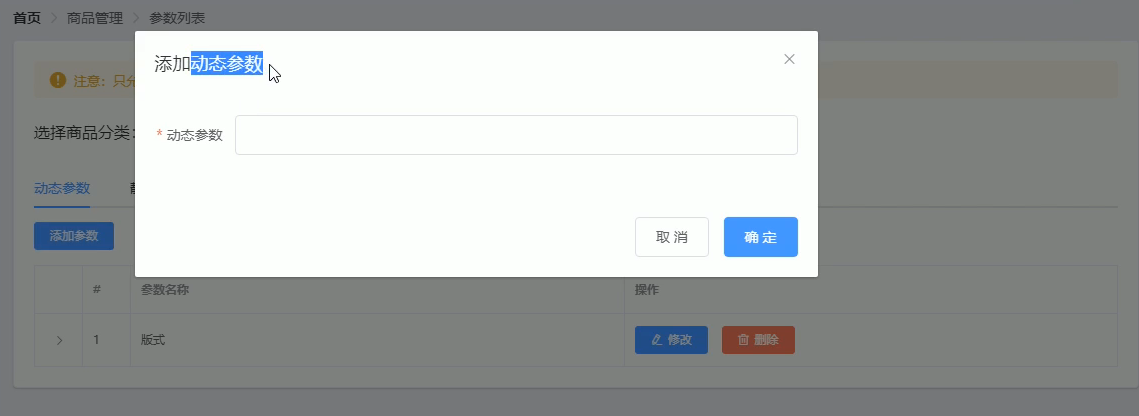 首页 > 商品管理 > 参数列表
添加动态参数
注意：只
选择商品分类：
* 动态参数
动态参数
添加参数
取 消 确 定
# 参数名称 操作
1 版式 修改 删除